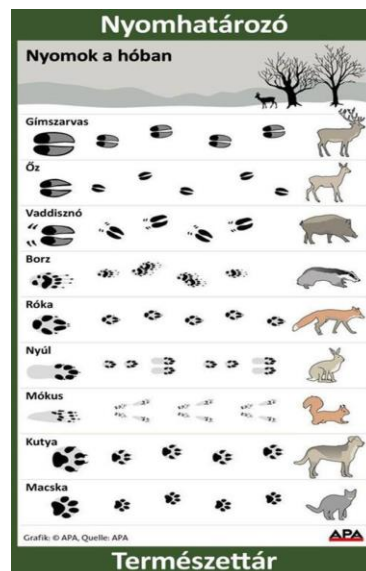 Nyomhatározó
Nyomok a hóban
Gímszarvas
Őz
Vaddisznó
Borz
Róka
Nyúl
Mókus
Kutya
Macska
Grafik: © APA, Quelle: APA
APA
Természettár